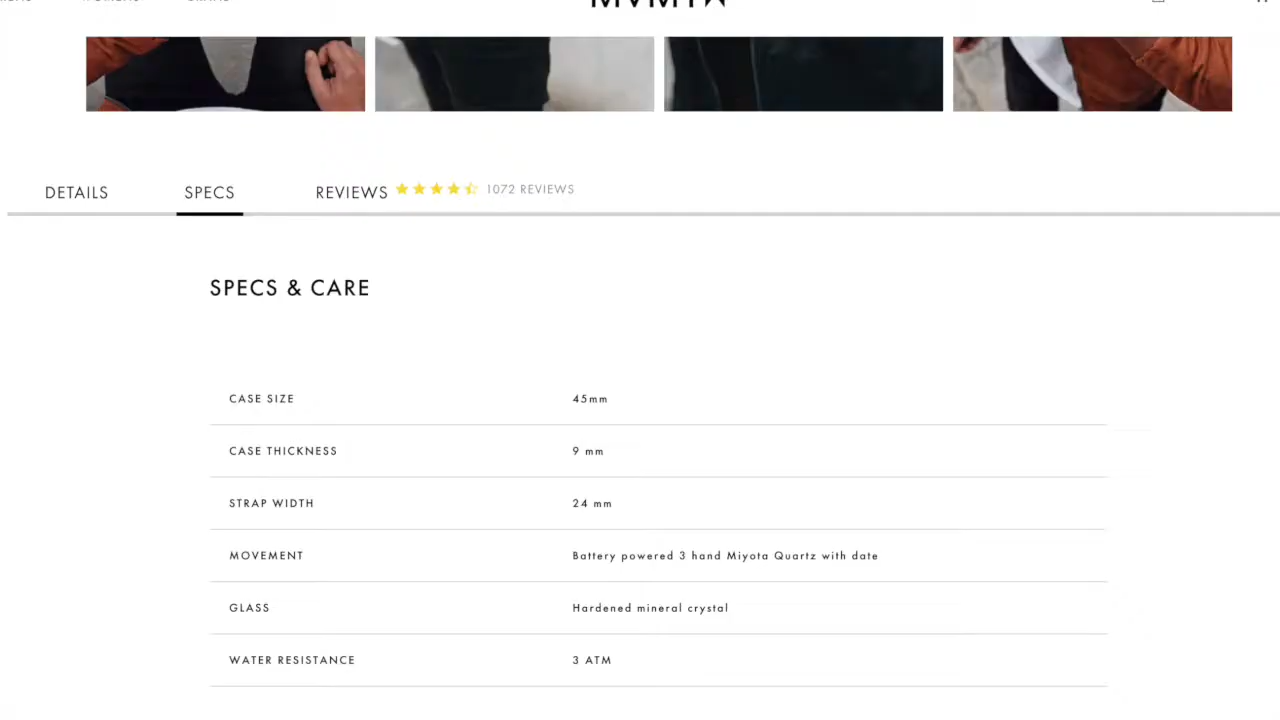 DETAILS SPECS REVIEWS 1072 REVIEWS
SPECS & CARE
CASE SIZE 45mm
CASE THICKNESS 9 mm
STRAP WIDTH 24 mm
MOVEMENT Battery powered 3 hand Miyota Quartz with date
GLASS Hardened mineral crystal
WATER RESISTANCE 3 ATM